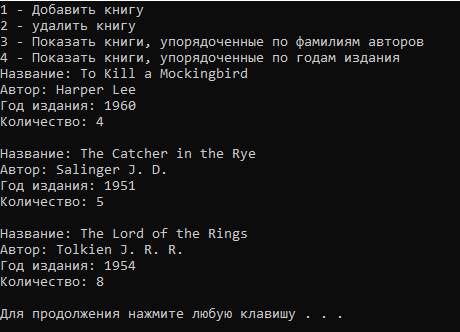 1 - Добавить книгу
2 - удалить книгу
3 - Показать книги, упорядоченные по фамилиям авторов
4 - Показать книги, упорядоченные по годам издания
Название: To Kill a Mockingbird
Автор: Harper Lee
Год издания: 1960
Количество: 4
Название: The Catcher in the Rye
Автор: Salinger J. D.
Год издания: 1951
Количество: 5
Название: The Lord of the Rings
Автор: Tolkien J. R. R.
Год издания: 1954
Количество: 8
Для продолжения нажмите любую клавишу . . .